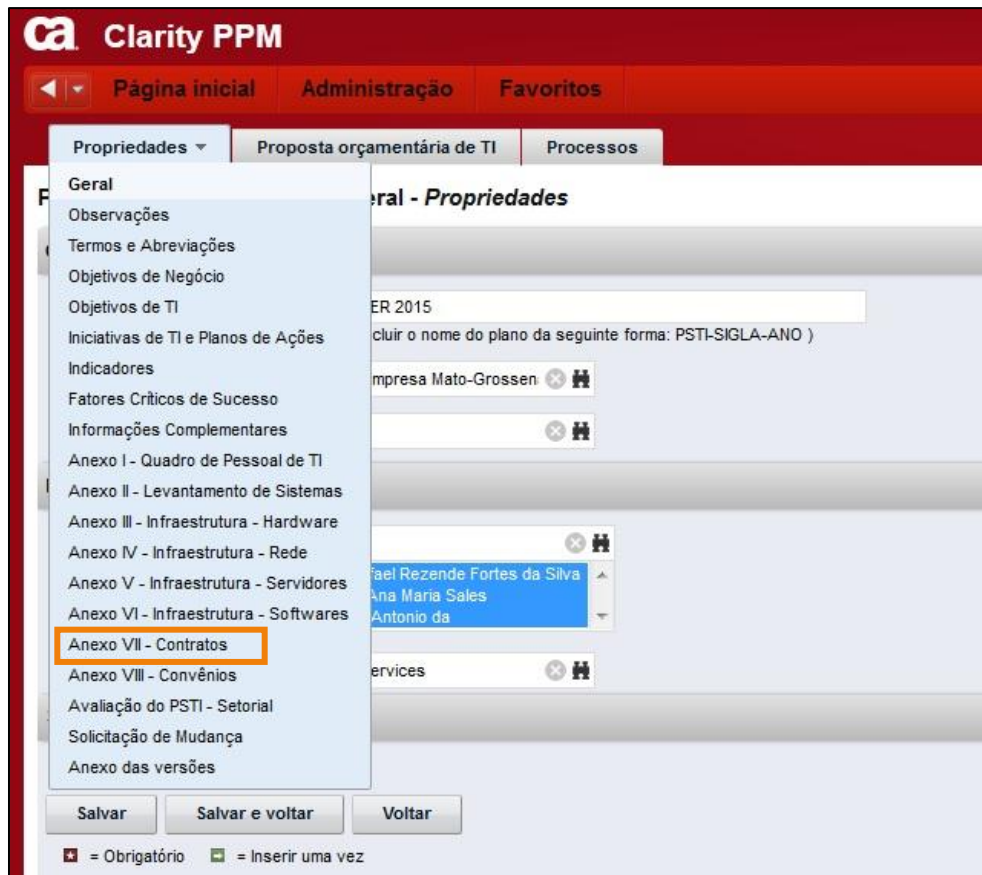 ca Clarity PPM
Página inicial Administração Favoritos
Propriedades Proposta orçamentária de TI Processos
Geral
eral - Propriedades
Observações
Termos e Abreviações
Objetivos de Negócio
Objetivos de TI
ER 2015
Iniciativas de TI e Planos de Ações
cluir o nome do plano da seguinte forma: PSTI-SIGLA-ANO )
Indicadores
mpresa Mato-Grossen
Fatores Críticos de Sucesso
Informações Complementares
Anexo I - Quadro de Pessoal de TI
Anexo II - Levantamento de Sistemas
Anexo III - Infraestrutura - Hardware
Anexo IV - Infraestrutura - Rede
Anexo V - Infraestrutura - Servidores
fael Rezende Fortes da Silva
Ana Maria Sales
Anexo VI - Infraestrutura - Softwares
Antonio da
Anexo VII - Contratos
Anexo VIII - Convênios
ervices
Avaliação do PSTI - Setorial
Solicitação de Mudança
Anexo das versões
Salvar Salvar e voltar Voltar
= Obrigatório = Inserir uma vez